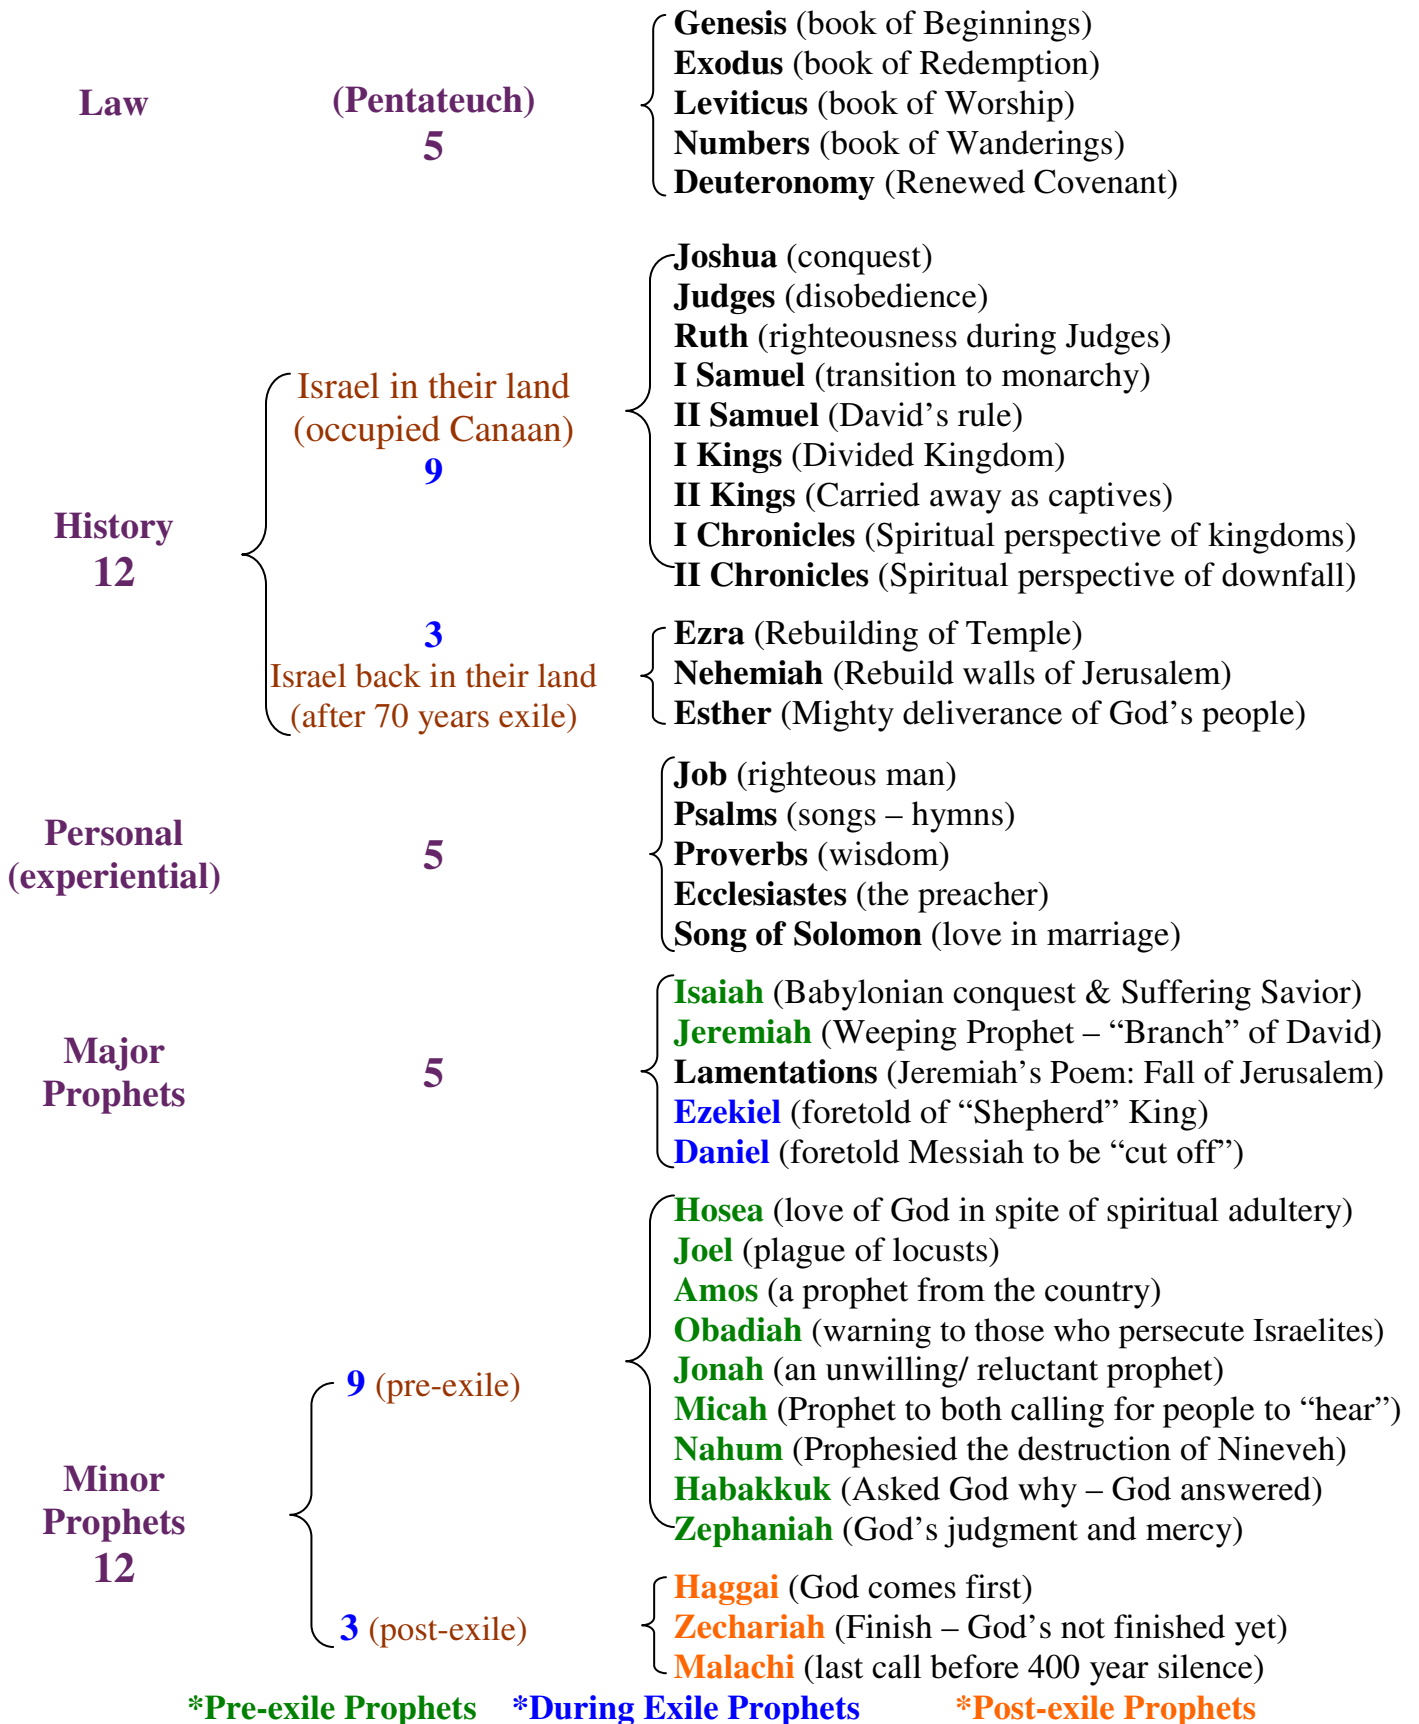 Law
(Pentateuch)
5
Genesis (book of Beginnings)
Exodus (book of Redemption)
Leviticus (book of Worship)
Numbers (book of Wanderings)
Deuteronomy (Renewed Covenant)
History
12
Israel in their land
(occupied Canaan)
9
Joshua (conquest)
Judges (disobedience)
Ruth (righteousness during Judges)
I Samuel (transition to monarchy)
II Samuel (David’s rule)
I Kings (Divided Kingdom)
II Kings (Carried away as captives)
I Chronicles (Spiritual perspective of kingdoms)
II Chronicles (Spiritual perspective of downfall)
3
Israel back in their land
(after 70 years exile)
Ezra (Rebuilding of Temple)
Nehemiah (Rebuild walls of Jerusalem)
Esther (Mighty deliverance of God’s people)
Personal
(experiential)
5
Job (righteous man)
Psalms (songs – hymns)
Proverbs (wisdom)
Ecclesiastes (the preacher)
Song of Solomon (love in marriage)
Major
Prophets
5
Isaiah (Babylonian conquest & Suffering Savior)
Jeremiah (Weeping Prophet – “Branch” of David)
Lamentations (Jeremiah’s Poem: Fall of Jerusalem)
Ezekiel (foretold of “Shepherd” King)
Daniel (foretold Messiah to be “cut off”)
Minor
Prophets
12
9 (pre-exile)
Hosea (love of God in spite of spiritual adultery)
Joel (plague of locusts)
Amos (a prophet from the country)
Obadiah (warning to those who persecute Israelites)
Jonah (an unwilling/ reluctant prophet)
Micah (Prophet to both calling for people to “hear”)
Nahum (Prophesied the destruction of Nineveh)
Habakkuk (Asked God why – God answered)
Zephaniah (God’s judgment and mercy)
3 (post-exile)
Haggai (God comes first)
Zechariah (Finish – God’s not finished yet)
Malachi (last call before 400 year silence)
*Pre-exile Prophets *During Exile Prophets *Post-exile Prophets